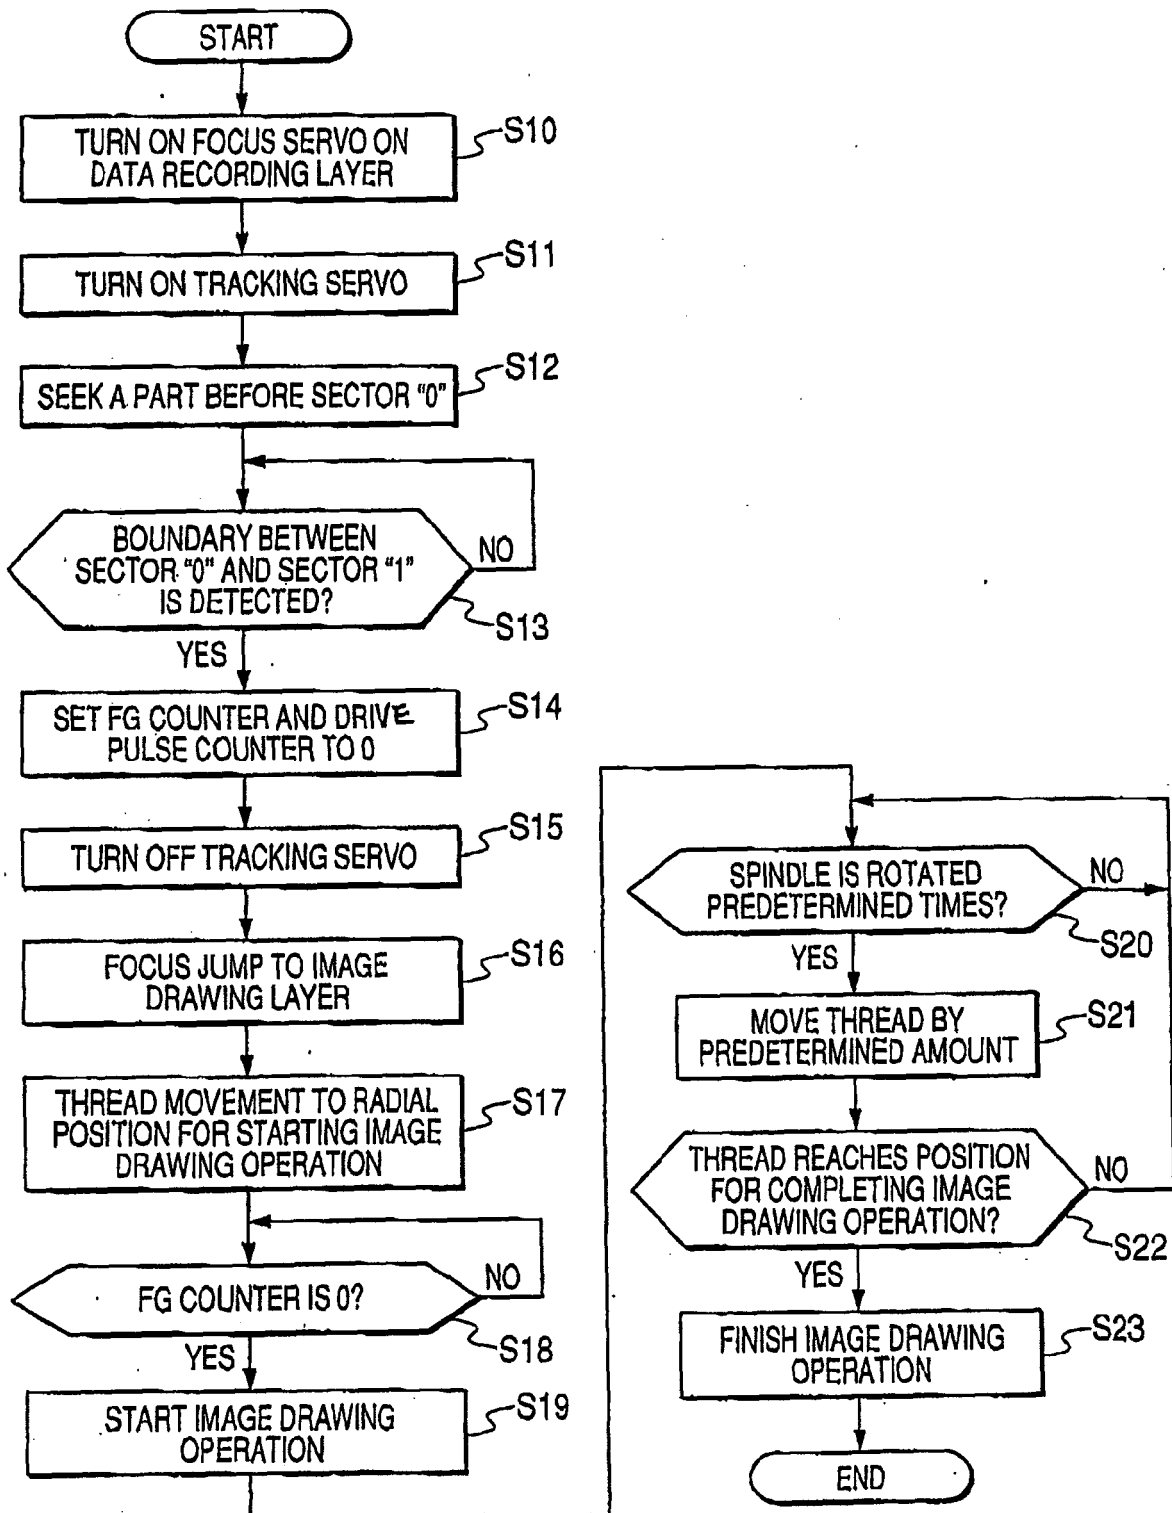 START
TURN ON FOCUS SERVO ON
DATA RECORDING LAYER
S10
TURN ON TRACKING SERVO
S11
SEEK A PART BEFORE SECTOR "0"
S12
BOUNDARY BETWEEN
SECTOR "0" AND SECTOR "1"
IS DETECTED?
NO
S13
YES
SET FG COUNTER AND DRIVE
PULSE COUNTER TO 0
S14
TURN OFF TRACKING SERVO
S15
FOCUS JUMP TO IMAGE
DRAWING LAYER
S16
THREAD MOVEMENT TO RADIAL
POSITION FOR STARTING IMAGE
DRAWING OPERATION
S17
FG COUNTER IS 0?
NO
S18
YES
START IMAGE DRAWING
OPERATION
S19
SPINDLE IS ROTATED
PREDETERMINED TIMES?
NO
S20
YES
MOVE THREAD BY
PREDETERMINED AMOUNT
S21
THREAD REACHES POSITION
FOR COMPLETING IMAGE
DRAWING OPERATION?
NO
S22
YES
FINISH IMAGE DRAWING
OPERATION
S23
END